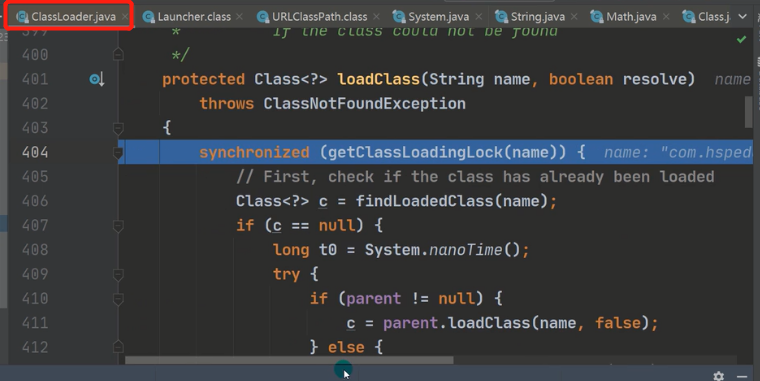 ClassLoader.java Launcher.class URLClassPath.class System.java String.java Math.java Class.j
399 * If the class could not be found
400 */
401 protected Class<?> loadClass(String name, boolean resolve) name
402 throws ClassNotFoundException
403 {
404 synchronized (getClassLoadingLock(name)) { name: "com.hsped
405 // First, check if the class has already been loaded
406 Class<?> c = findLoadedClass(name);
407 if (c == null) {
408 long t0 = System.nanoTime();
409 try {
410 if (parent != null) {
411 c = parent.loadClass(name, false);
412 } else {